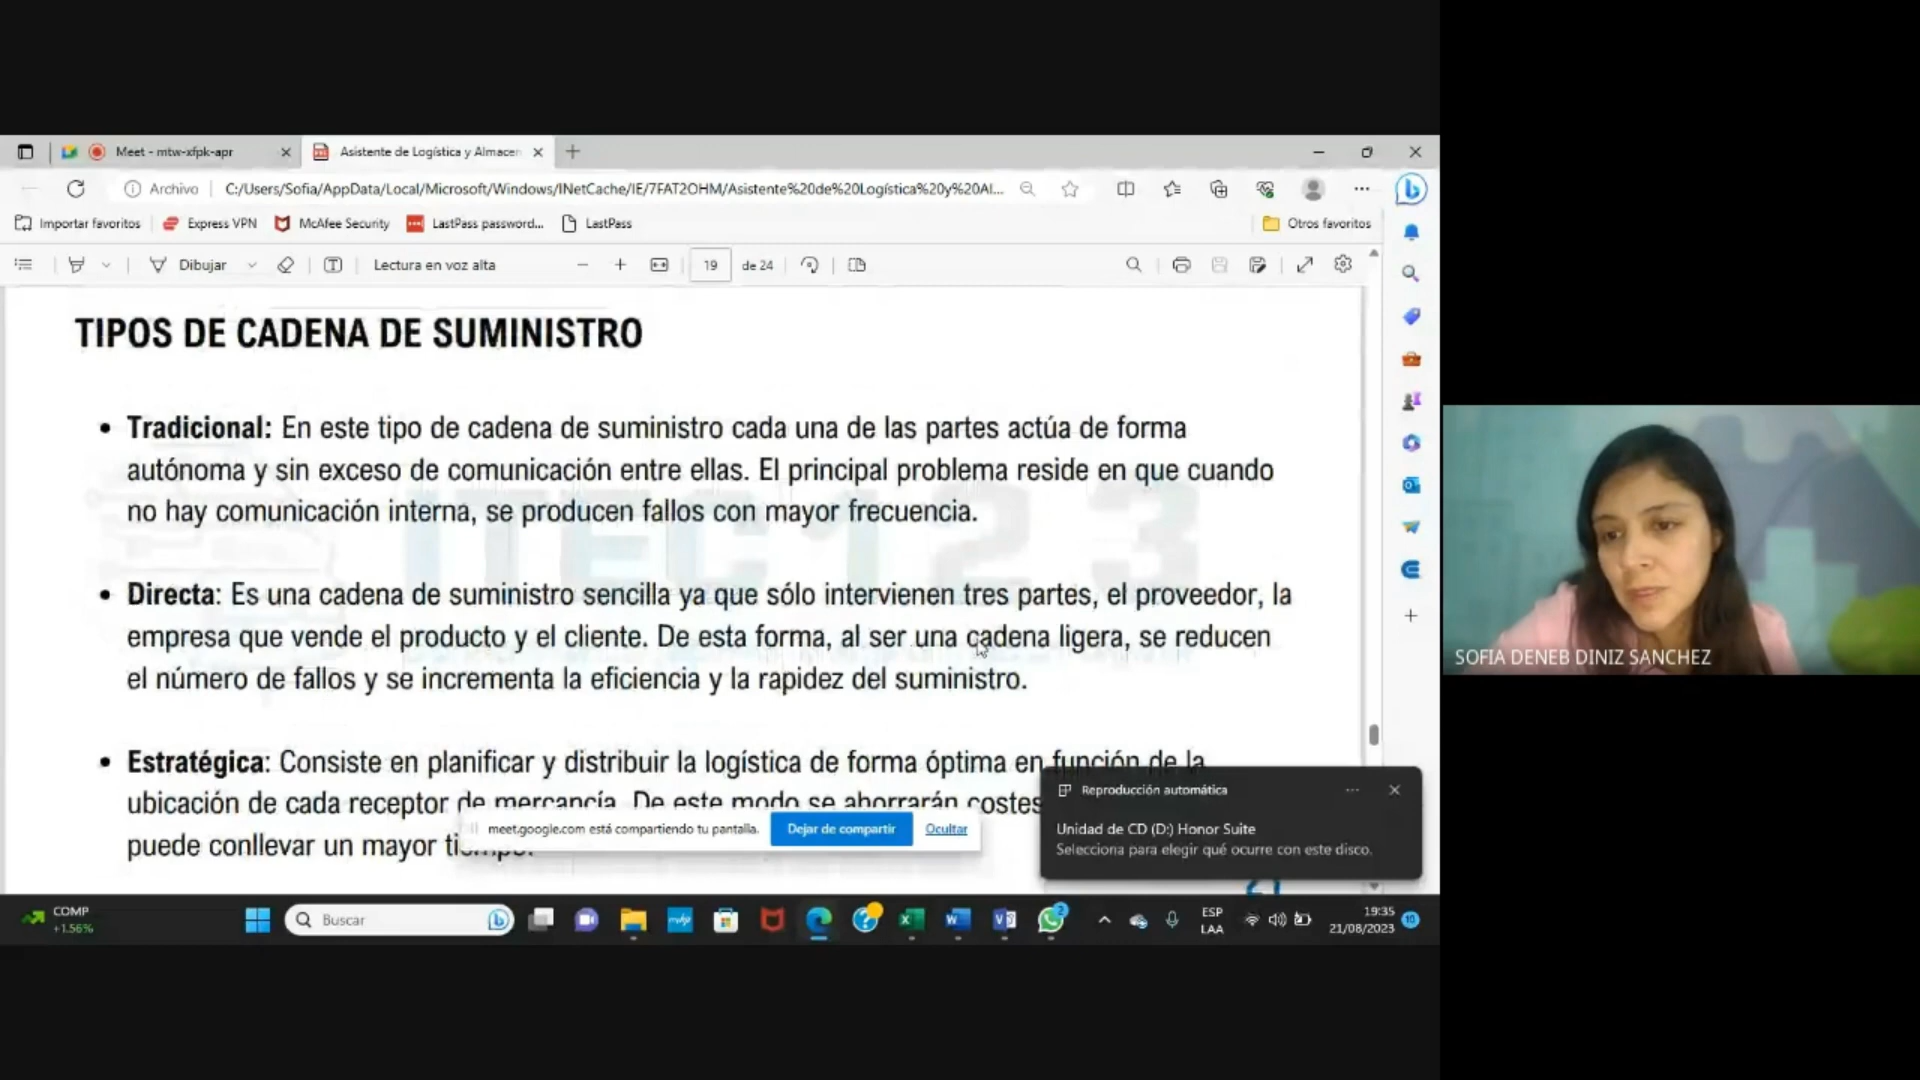 Meet - mtw-xfpk-apr
Asistente de Logística y Almacen
Archivo
C:/Users/Sofia/AppData/Local/Microsoft/Windows/INetCache/IE/7FAT2OHM/Asistente%20de%20Logística%20y%20Al...
Importar favoritos
Express VPN
McAfee Security
LastPass password...
LastPass
Otros favoritos
Dibujar
Lectura en voz alta
19 de 24
TIPOS DE CADENA DE SUMINISTRO
• Tradicional: En este tipo de cadena de suministro cada una de las partes actúa de forma
autónoma y sin exceso de comunicación entre ellas. El principal problema reside en que cuando
no hay comunicación interna, se producen fallos con mayor frecuencia.
ITEC123
• Directa: Es una cadena de suministro sencilla ya que sólo intervienen tres partes, el proveedor, la
empresa que vende el producto y el cliente. De esta forma, al ser una cadena ligera, se reducen
el número de fallos y se incrementa la eficiencia y la rapidez del suministro.
• Estratégica: Consiste en planificar y distribuir la logística de forma óptima en función de la
ubicación de cada receptor de mercancía. De este modo se ahorrarán costes
puede conllevar un mayor
meet.google.com está compartiendo tu pantalla.
Dejar de compartir
Ocultar
Reproducción automática
Unidad de CD (D:) Honor Suite
Selecciona para elegir qué ocurre con este disco.
SOFIA DENEB DINIZ SANCHEZ
COMP
+1.56%
Buscar
myhp
2
ESP
LAA
19:35
21/08/2023
10